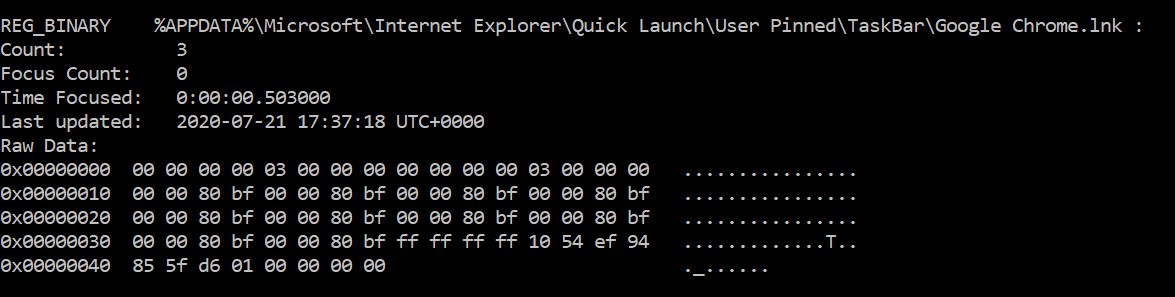 REG_BINARY    %APPDATA%\Microsoft\Internet Explorer\Quick Launch\User Pinned\TaskBar\Google Chrome.lnk :
Count:          3
Focus Count:    0
Time Focused:   0:00:00.503000
Last updated:   2020-07-21 17:37:18 UTC+0000
Raw Data:
0x00000000  00 00 00 00 03 00 00 00 00 00 00 00 03 00 00 00   ................
0x00000010  00 00 80 bf 00 00 80 bf 00 00 80 bf 00 00 80 bf   ................
0x00000020  00 00 80 bf 00 00 80 bf 00 00 80 bf 00 00 80 bf   ................
0x00000030  00 00 80 bf 00 00 80 bf ff ff ff ff 10 54 ef 94   .............T..
0x00000040  85 5f d6 01 00 00 00 00                           ._......